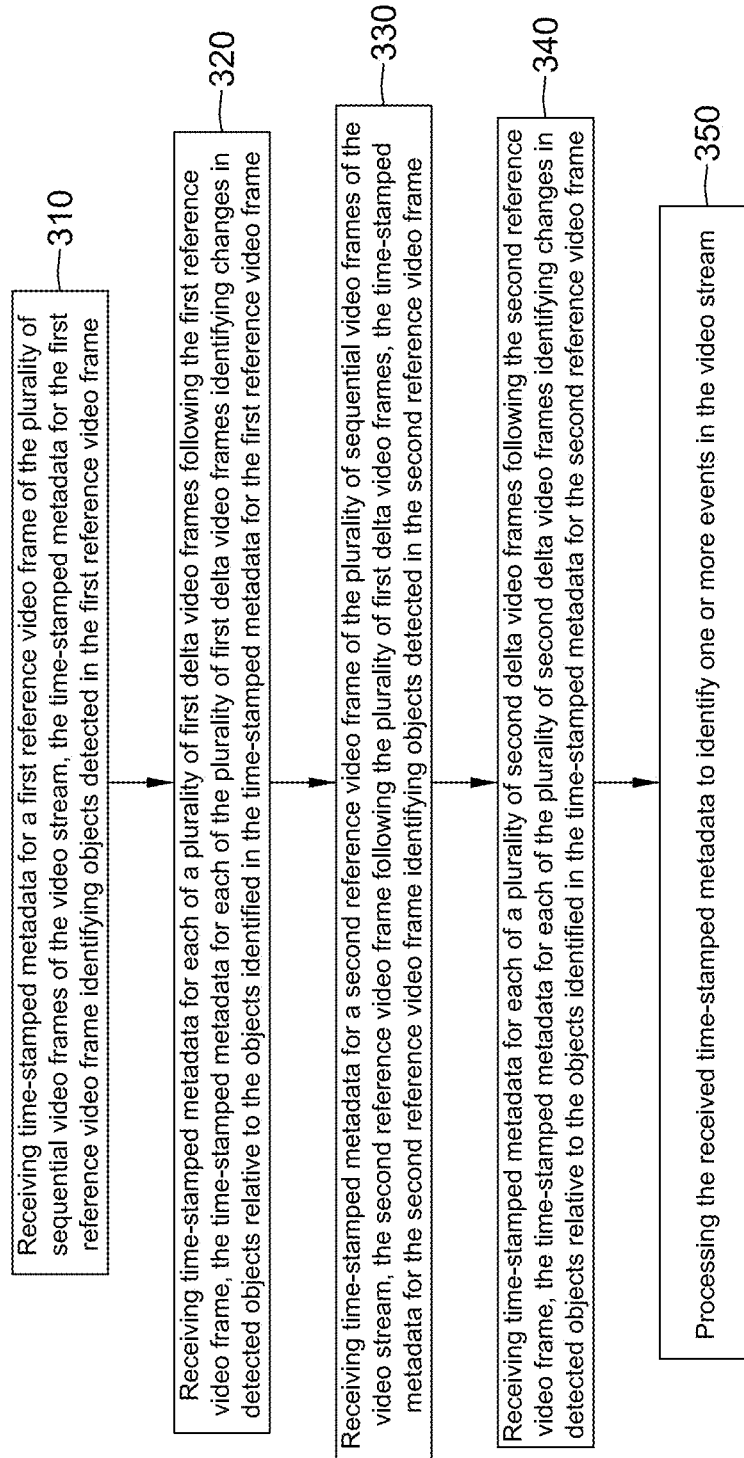 Receiving time-stamped metadata for a first reference video frame of the plurality of
sequential video frames of the video stream, the time-stamped metadata for the first
reference video frame identifying objects detected in the first reference video frame
310
Receiving time-stamped metadata for each of a plurality of first delta video frames following the first reference
video frame, the time-stamped metadata for each of the plurality of first delta video frames identifying changes in
detected objects relative to the objects identified in the time-stamped metadata for the first reference video frame
320
Receiving time-stamped metadata for a second reference video frame of the plurality of sequential video frames of the
video stream, the second reference video frame following the plurality of first delta video frames, the time-stamped
metadata for the second reference video frame identifying objects detected in the second reference video frame
330
Receiving time-stamped metadata for each of a plurality of second delta video frames following the second reference
video frame, the time-stamped metadata for each of the plurality of second delta video frames identifying changes in
detected objects relative to the objects identified in the time-stamped metadata for the second reference video frame
340
Processing the received time-stamped metadata to identify one or more events in the video stream
350